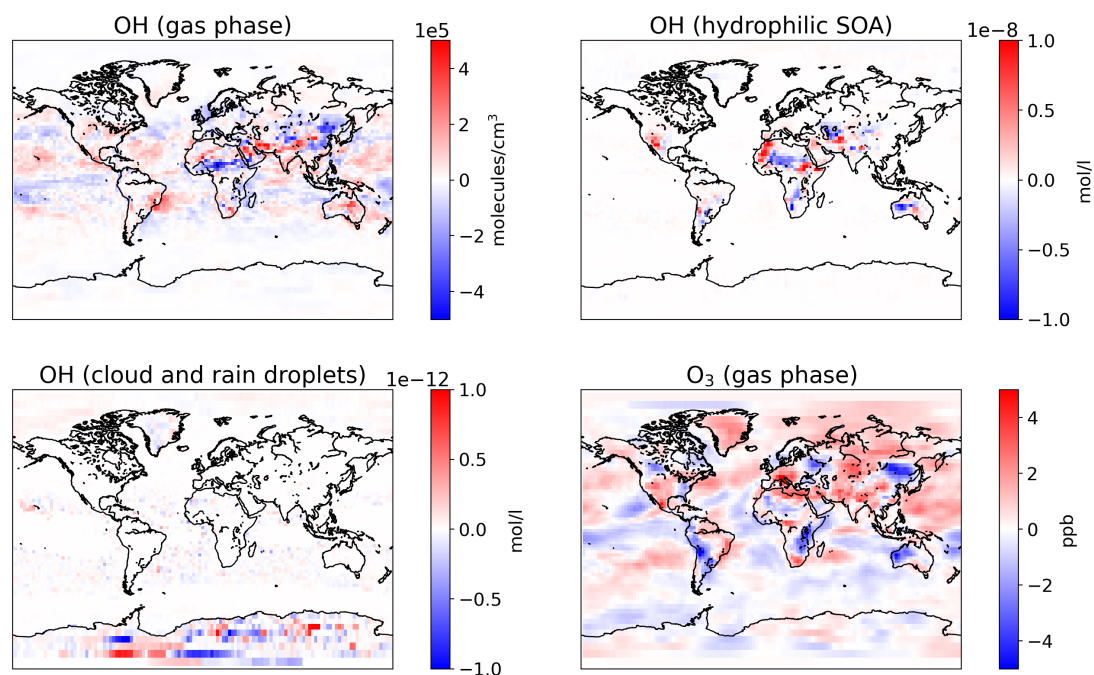 OH (gas phase)
1e5
4
2
0
−2
−4
molecules/cm³
OH (hydrophilic SOA)
1e−8
1.0
0.5
0.0
−0.5
−1.0
mol/l
OH (cloud and rain droplets)
1e−12
1.0
0.5
0.0
−0.5
−1.0
mol/l
O₃ (gas phase)
4
2
0
−2
−4
ppb